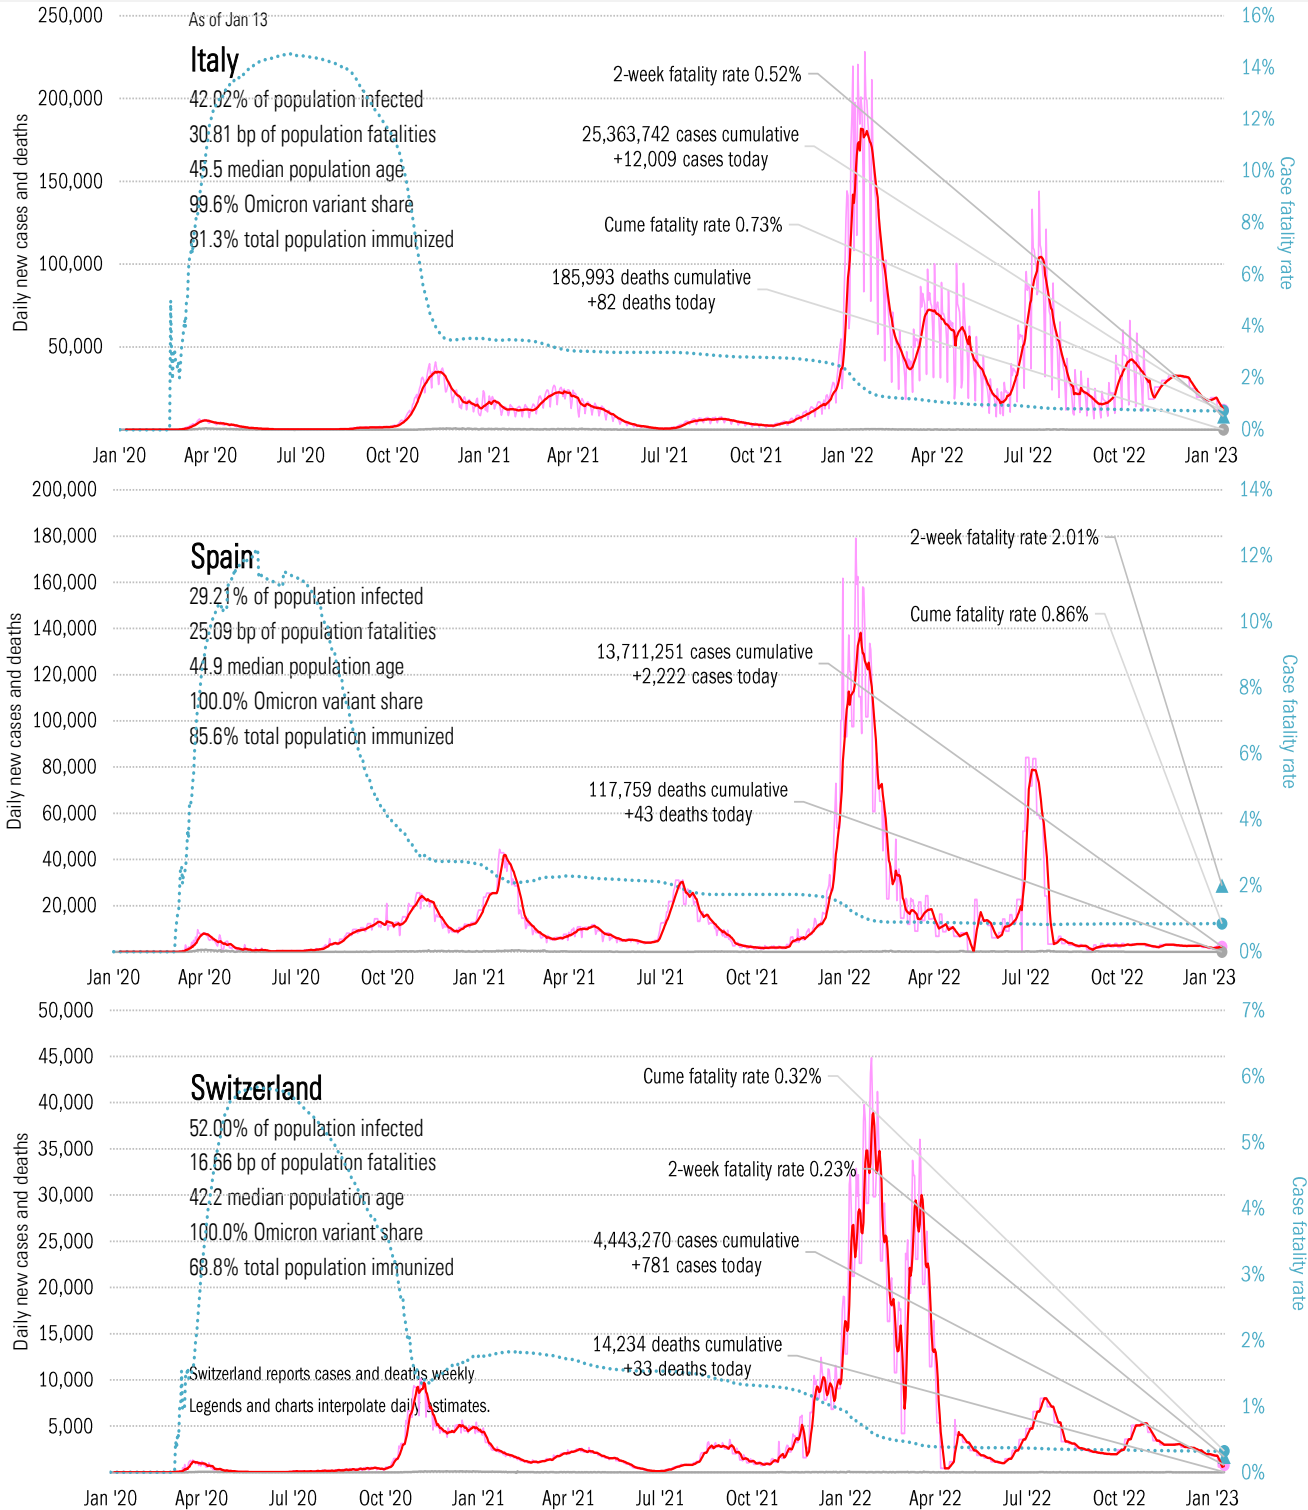 250,000
As of Jan 13
16%
Italy
14%
2-week fatality rate 0.52%
200,000
42.92% of population infected
12%
30.81 bp of population fatalities
25,363,742 cases cumulative
+12,009 cases today
45.5 median population age
10%
150,000
99.6% Omicron variant share
Cume fatality rate 0.73%
8%
81.3% total population immunized
100,000
6%
185,993 deaths cumulative
+82 deaths today
4%
50,000
2%
0%
Daily new cases and deaths
Case fatality rate
Jan '20 Apr '20 Jul '20 Oct '20 Jan '21 Apr '21 Jul '21 Oct '21 Jan '22 Apr '22 Jul '22 Oct '22 Jan '23
200,000
14%
180,000
2-week fatality rate 2.01%
Spain
12%
160,000
29.21% of population infected
Cume fatality rate 0.86%
10%
140,000
25.09 bp of population fatalities
13,711,251 cases cumulative
+2,222 cases today
44.9 median population age
120,000
8%
100.0% Omicron variant share
100,000
85.6% total population immunized
6%
80,000
117,759 deaths cumulative
+43 deaths today
60,000
4%
40,000
2%
20,000
0%
Daily new cases and deaths
Case fatality rate
Jan '20 Apr '20 Jul '20 Oct '20 Jan '21 Apr '21 Jul '21 Oct '21 Jan '22 Apr '22 Jul '22 Oct '22 Jan '23
50,000
7%
45,000
Cume fatality rate 0.32%
6%
Switzerland
40,000
52.00% of population infected
5%
35,000
16.66 bp of population fatalities
2-week fatality rate 0.23%
30,000
42.2 median population age
4%
100.0% Omicron variant share
25,000
4,443,270 cases cumulative
+781 cases today
68.8% total population immunized
3%
20,000
15,000
14,234 deaths cumulative
+33 deaths today
2%
Switzerland reports cases and deaths weekly
10,000
Legends and charts interpolate daily estimates.
1%
5,000
0%
Daily new cases and deaths
Case fatality rate
Jan '20 Apr '20 Jul '20 Oct '20 Jan '21 Apr '21 Jul '21 Oct '21 Jan '22 Apr '22 Jul '22 Oct '22 Jan '23